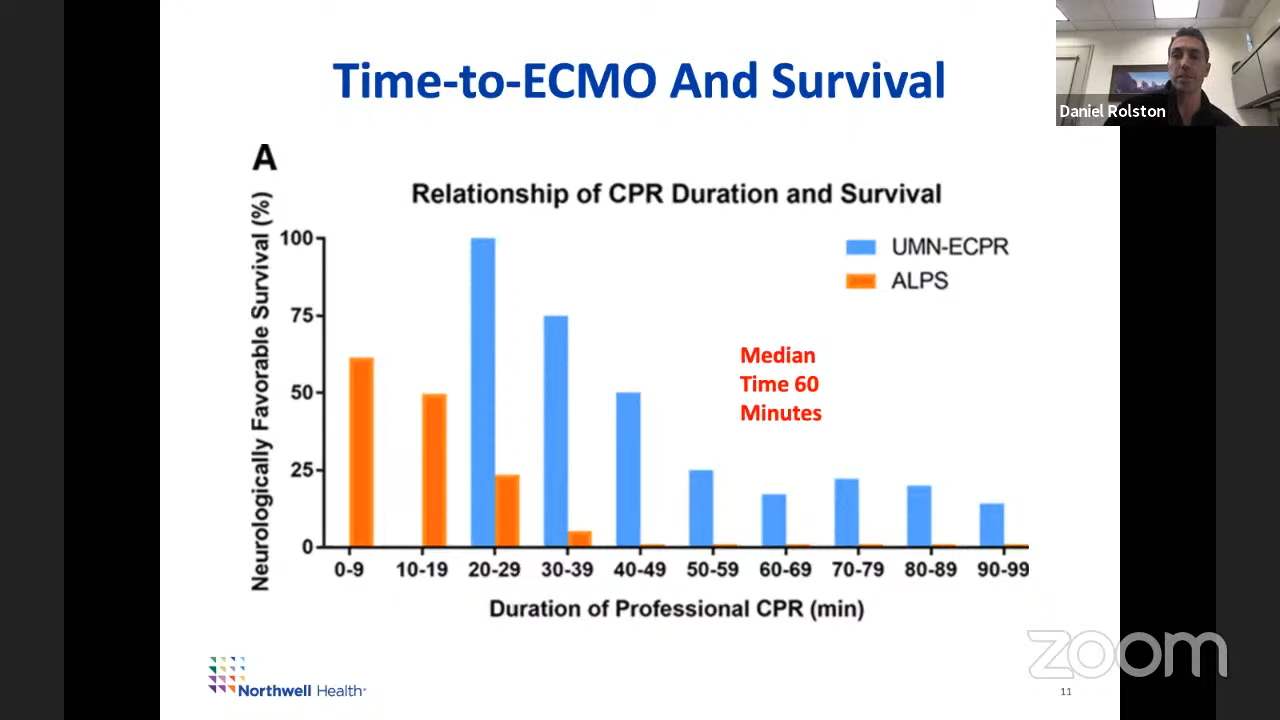 Time-to-ECMO And Survival
Daniel Rolston
A
Relationship of CPR Duration and Survival
Neurologically Favorable Survival (%)
100
75
50
25
0
UMN-ECPR
ALPS
Median
Time 60
Minutes
0-9 10-19 20-29 30-39 40-49 50-59 60-69 70-79 80-89 90-99
Duration of Professional CPR (min)
Northwell Health
zoom
11